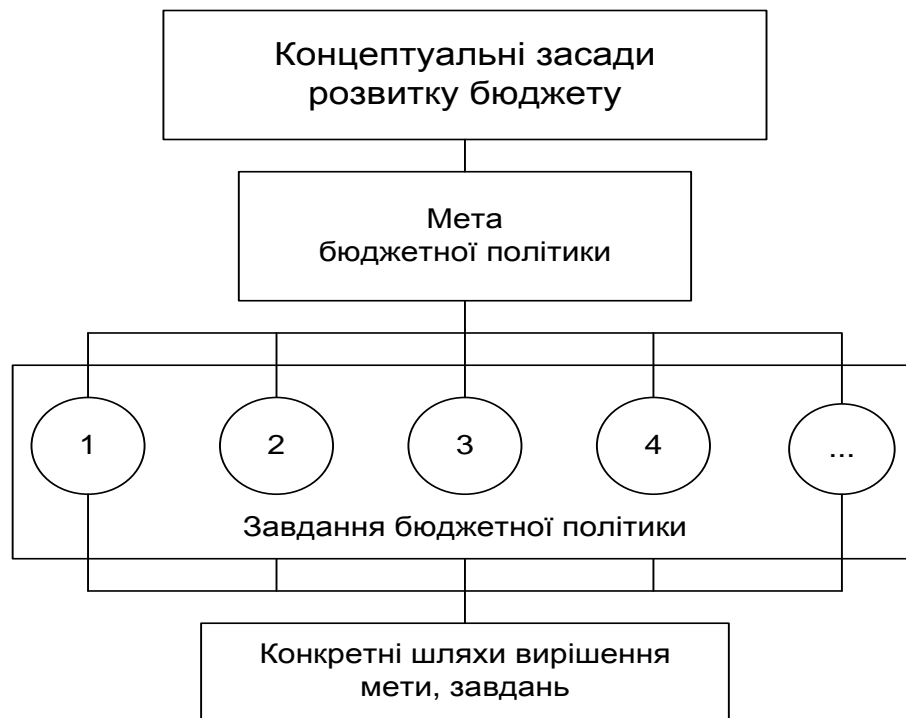 Концептуальні засади
розвитку бюджету
Мета
бюджетної політики
1 2 3 4 ...
Завдання бюджетної політики
Конкретні шляхи вирішення
мети, завдань